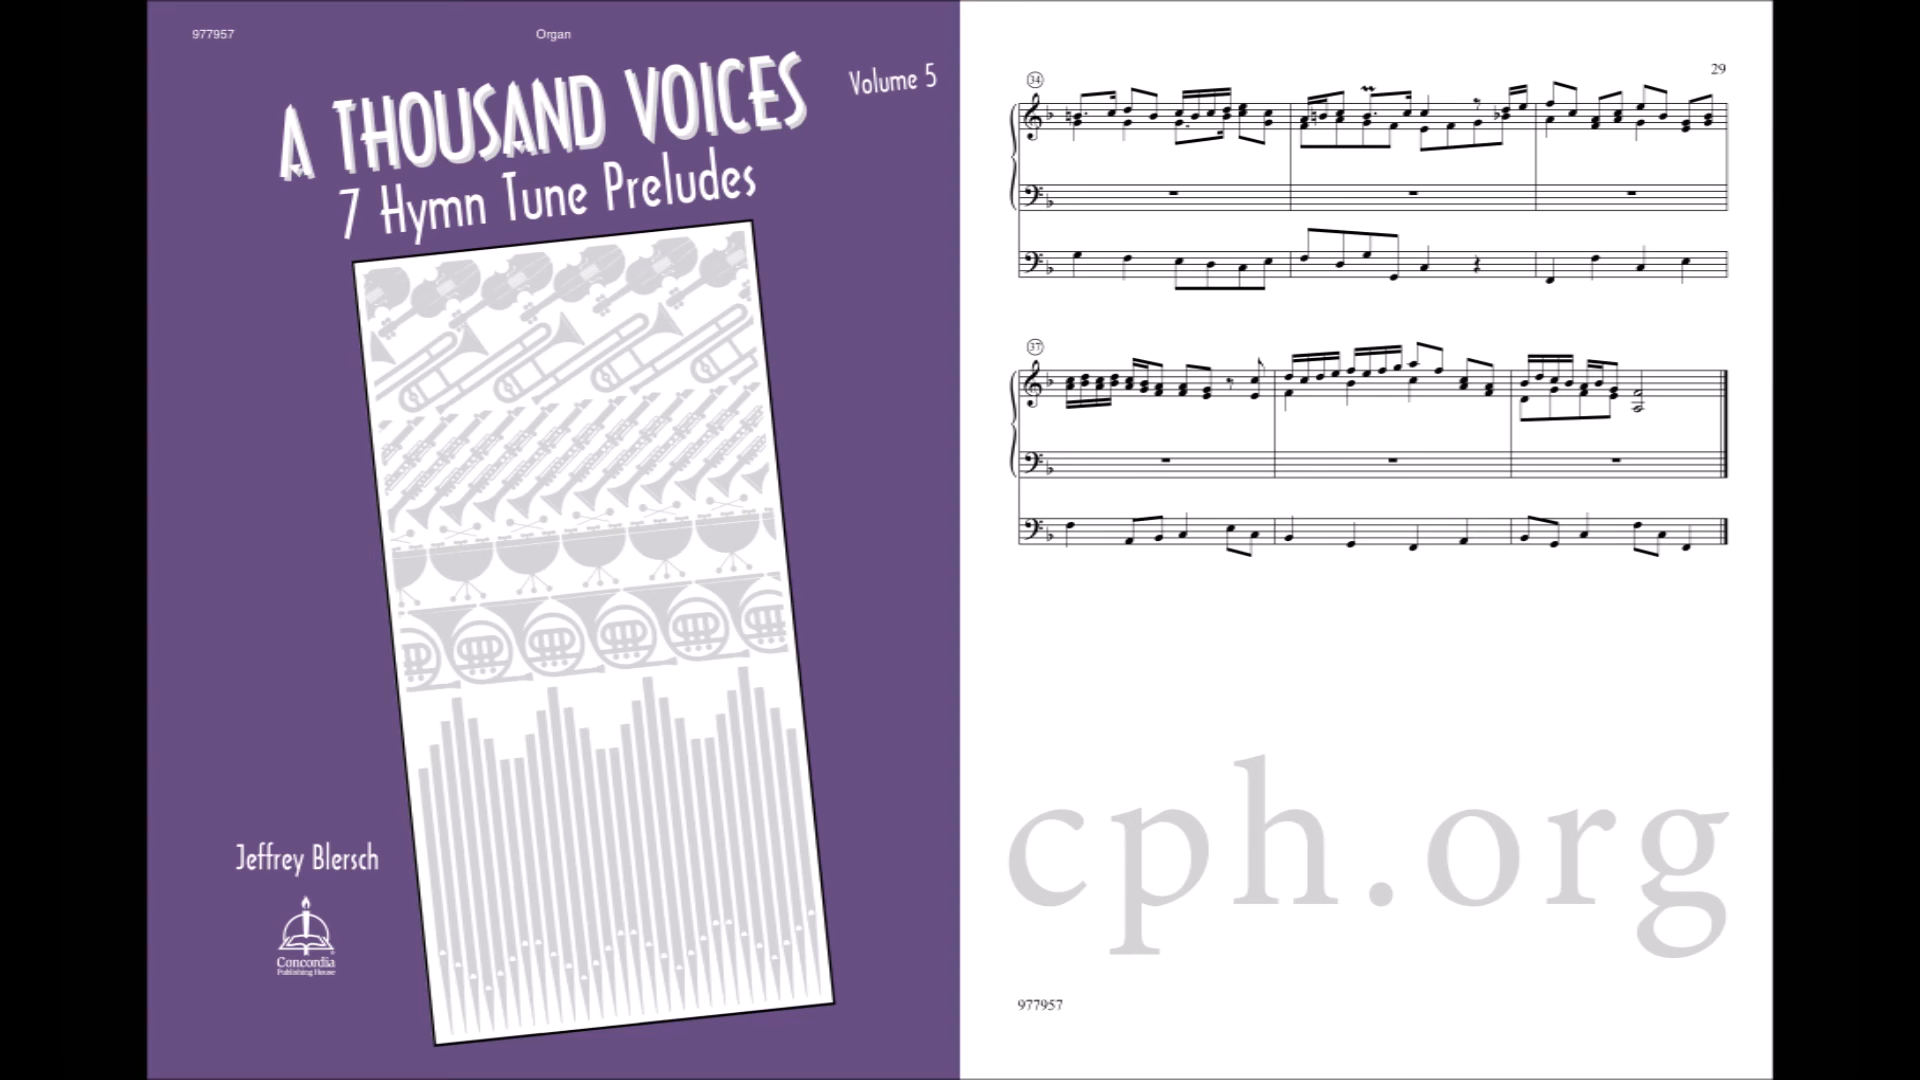 977957
Organ
A THOUSAND VOICES
Volume 5
7 Hymn Tune Preludes
Jeffrey Blersch
Concordia
Publishing House
29
34
37
cph.org
977957